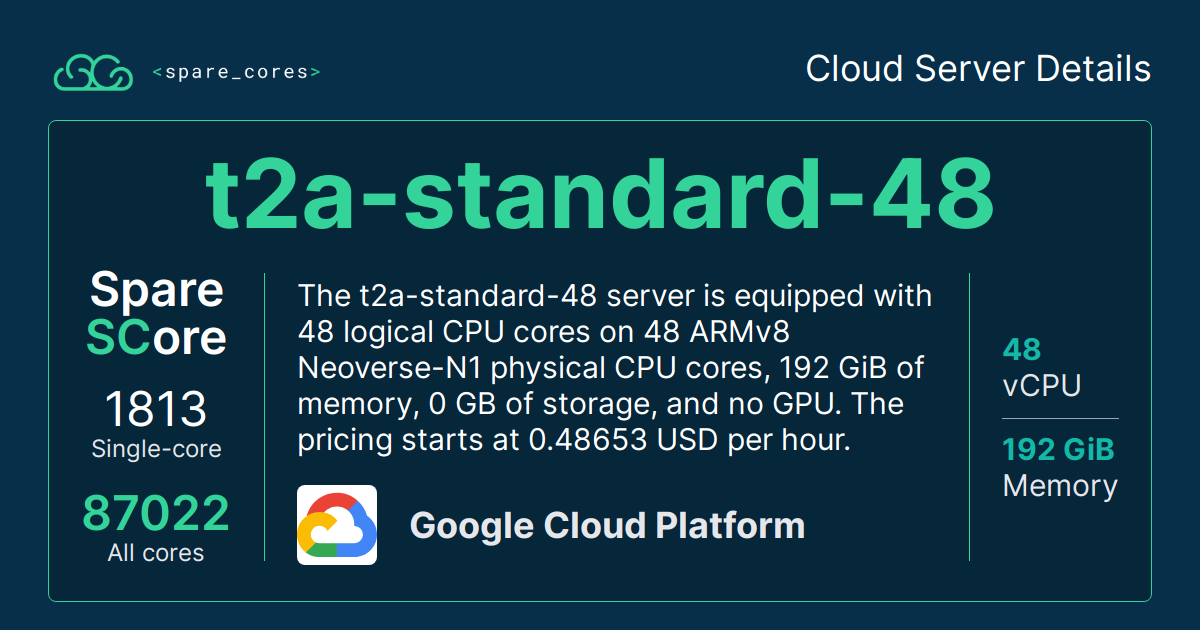 <spare_cores>
Cloud Server Details
t2a-standard-48
Spare
SCore
1813
Single-core
87022
All cores
The t2a-standard-48 server is equipped with
48 logical CPU cores on 48 ARMv8
Neoverse-N1 physical CPU cores, 192 GiB of
memory, 0 GB of storage, and no GPU. The
pricing starts at 0.48653 USD per hour.
Google Cloud Platform
48
vCPU
192 GiB
Memory